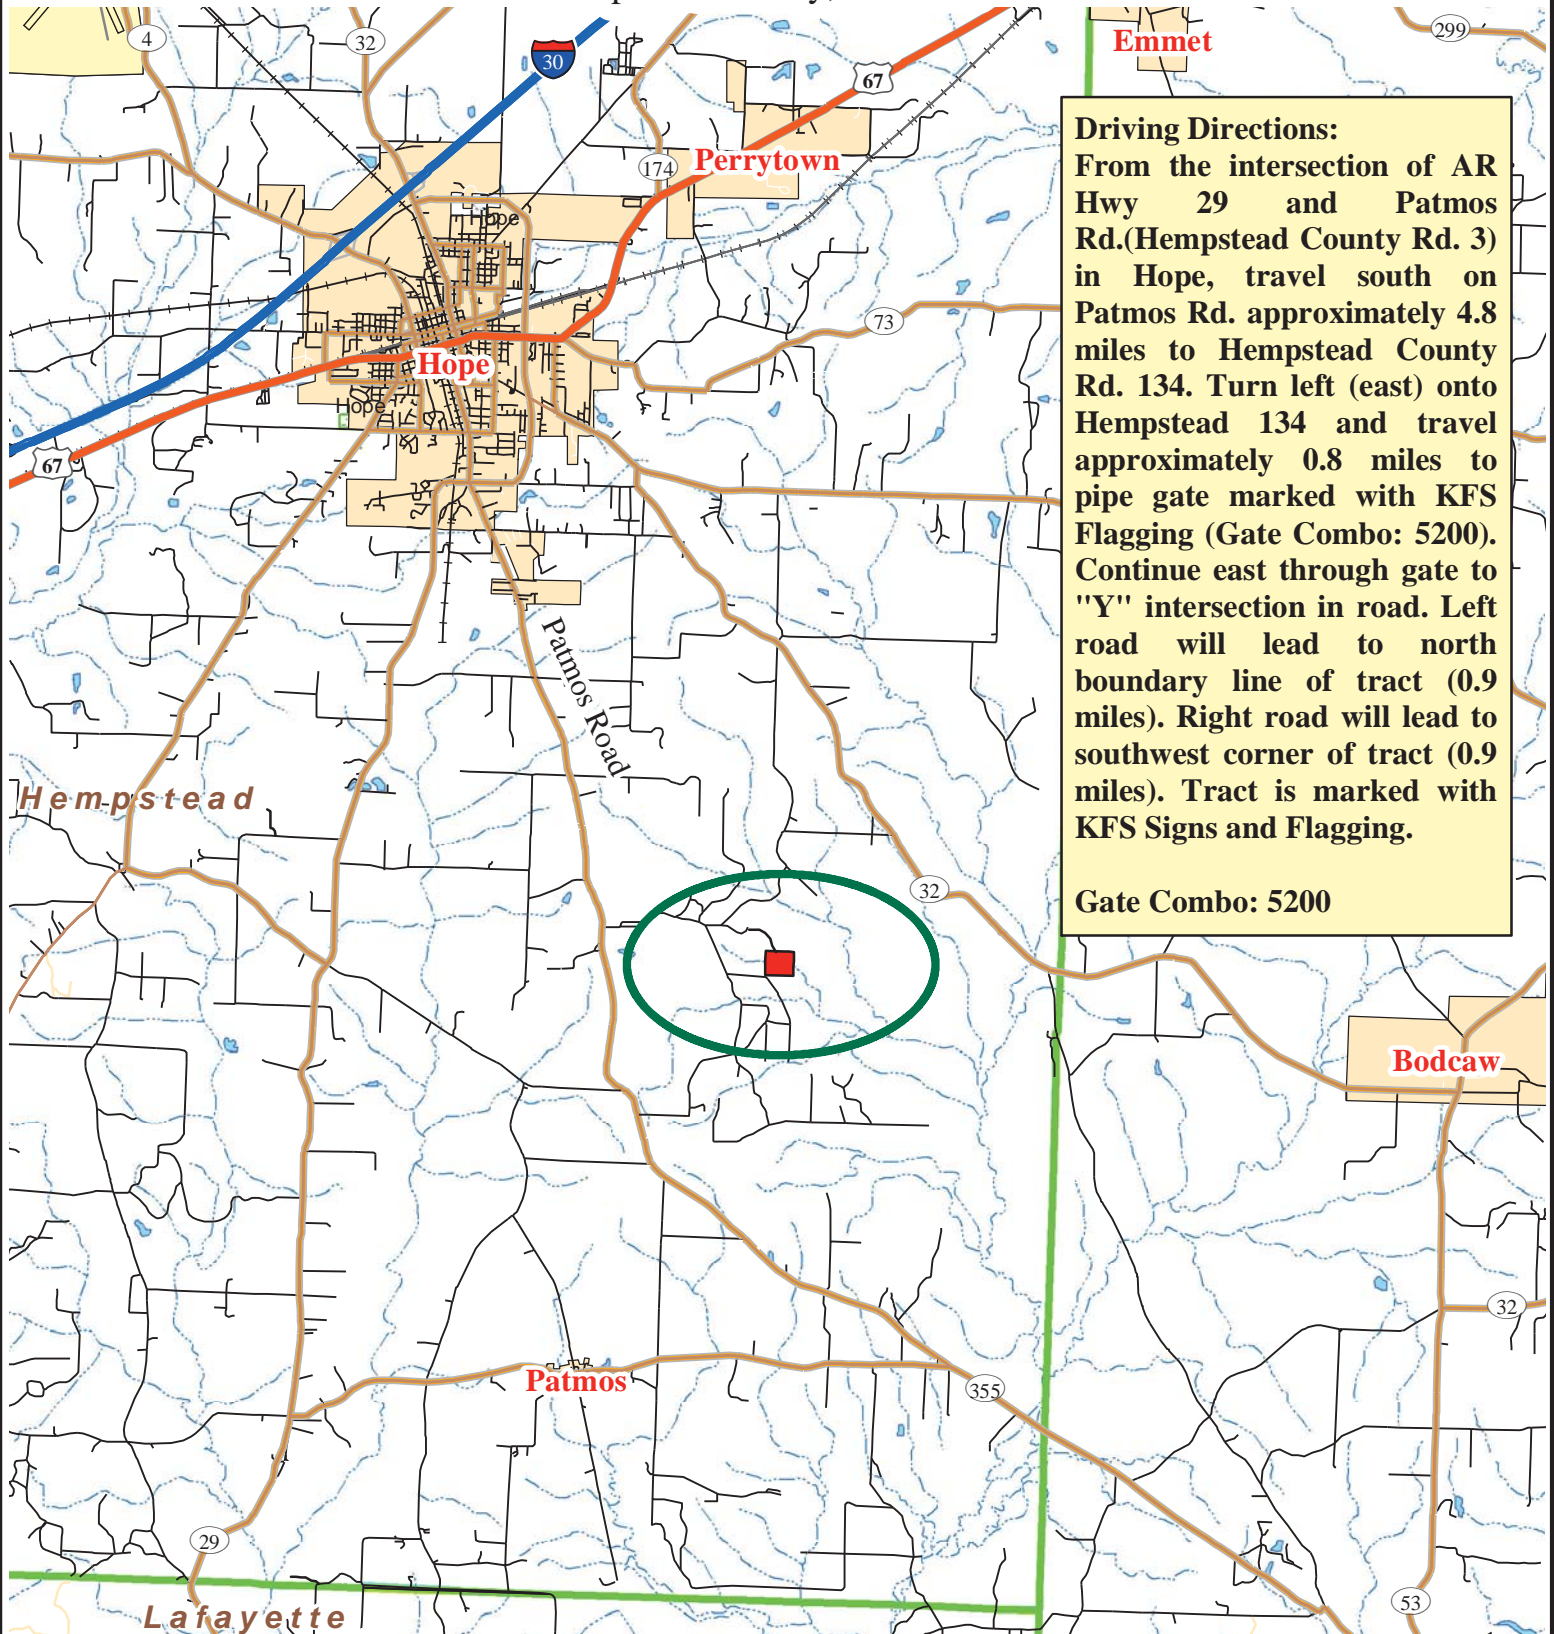 4
32
30
67
Emmet
299
174
Perrytown
Hope
73
Hope
Hope
67
Patmos Road
Hempstead
32
Bodcaw
32
Patmos
355
29
Lafayette
53
Driving Directions:
From the intersection of AR
Hwy 29 and Patmos
Rd.(Hempstead County Rd. 3)
in Hope, travel south on
Patmos Rd. approximately 4.8
miles to Hempstead County
Rd. 134. Turn left (east) onto
Hempstead 134 and travel
approximately 0.8 miles to
pipe gate marked with KFS
Flagging (Gate Combo: 5200).
Continue east through gate to
"Y" intersection in road. Left
road will lead to north
boundary line of tract (0.9
miles). Right road will lead to
southwest corner of tract (0.9
miles). Tract is marked with
KFS Signs and Flagging.
Gate Combo: 5200